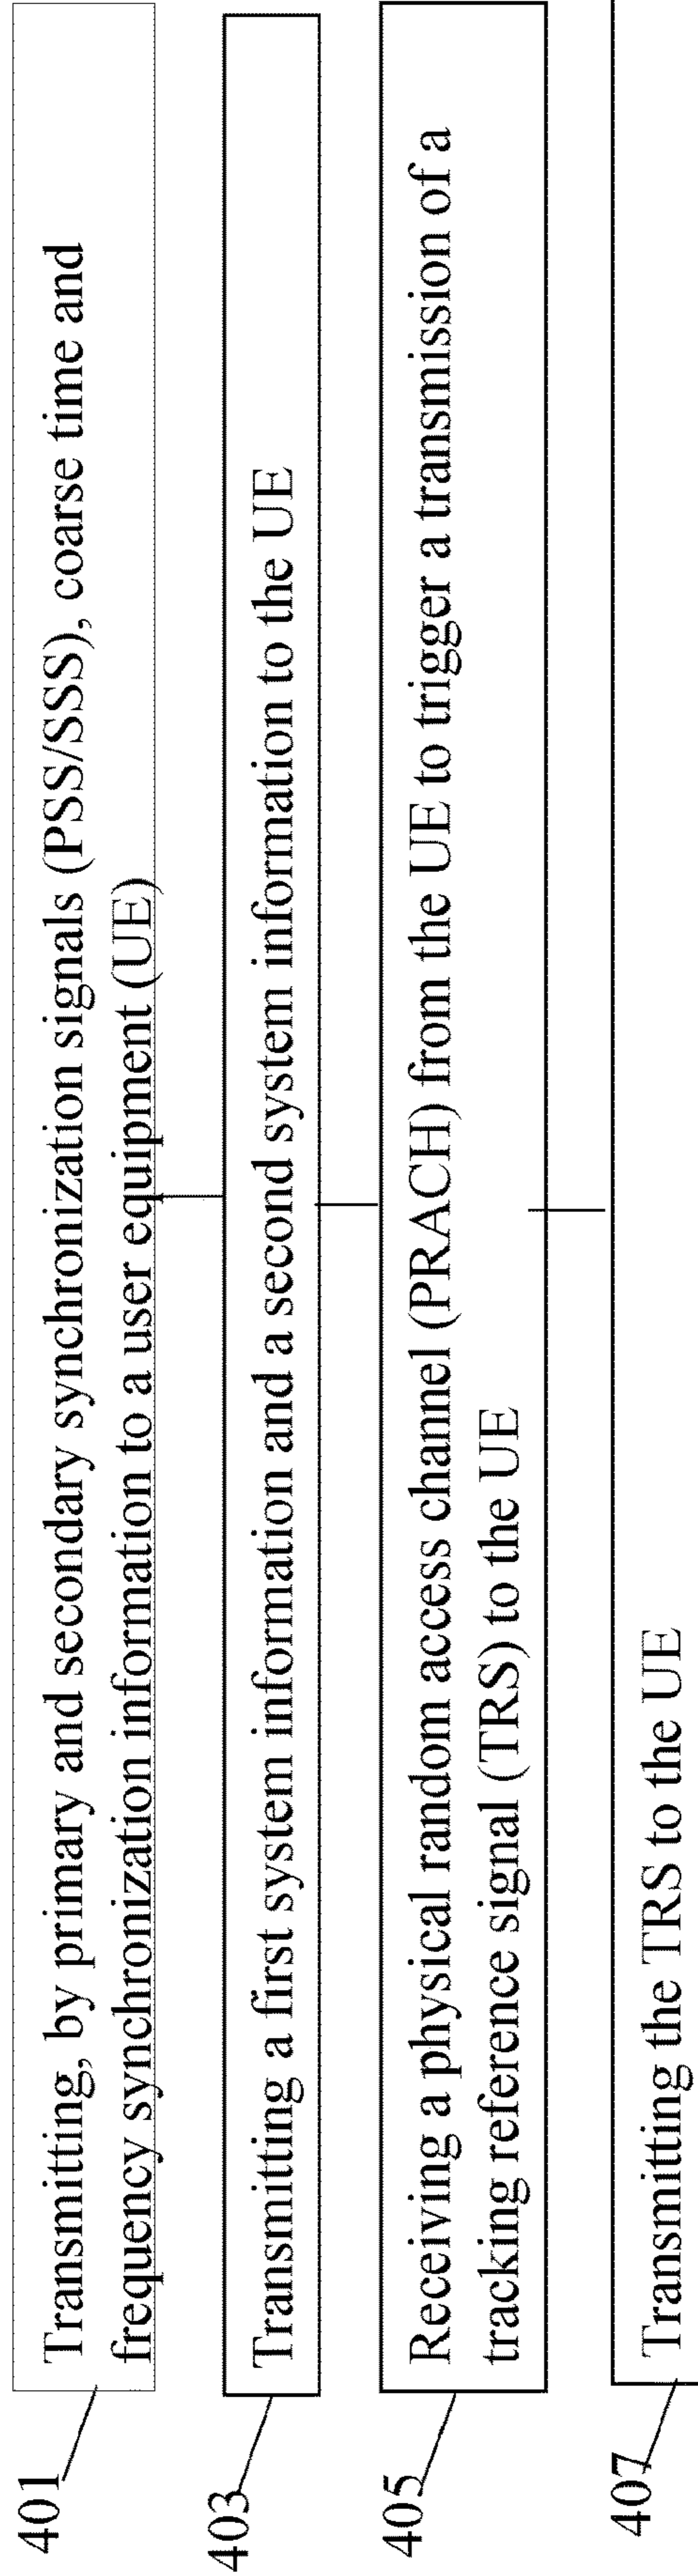 401
Transmitting, by primary and secondary synchronization signals (PSS/SSS), coarse time and
frequency synchronization information to a user equipment (UE)
403
Transmitting a first system information and a second system information to the UE
405
Receiving a physical random access channel (PRACH) from the UE to trigger a transmission of a
tracking reference signal (TRS) to the UE
407
Transmitting the TRS to the UE